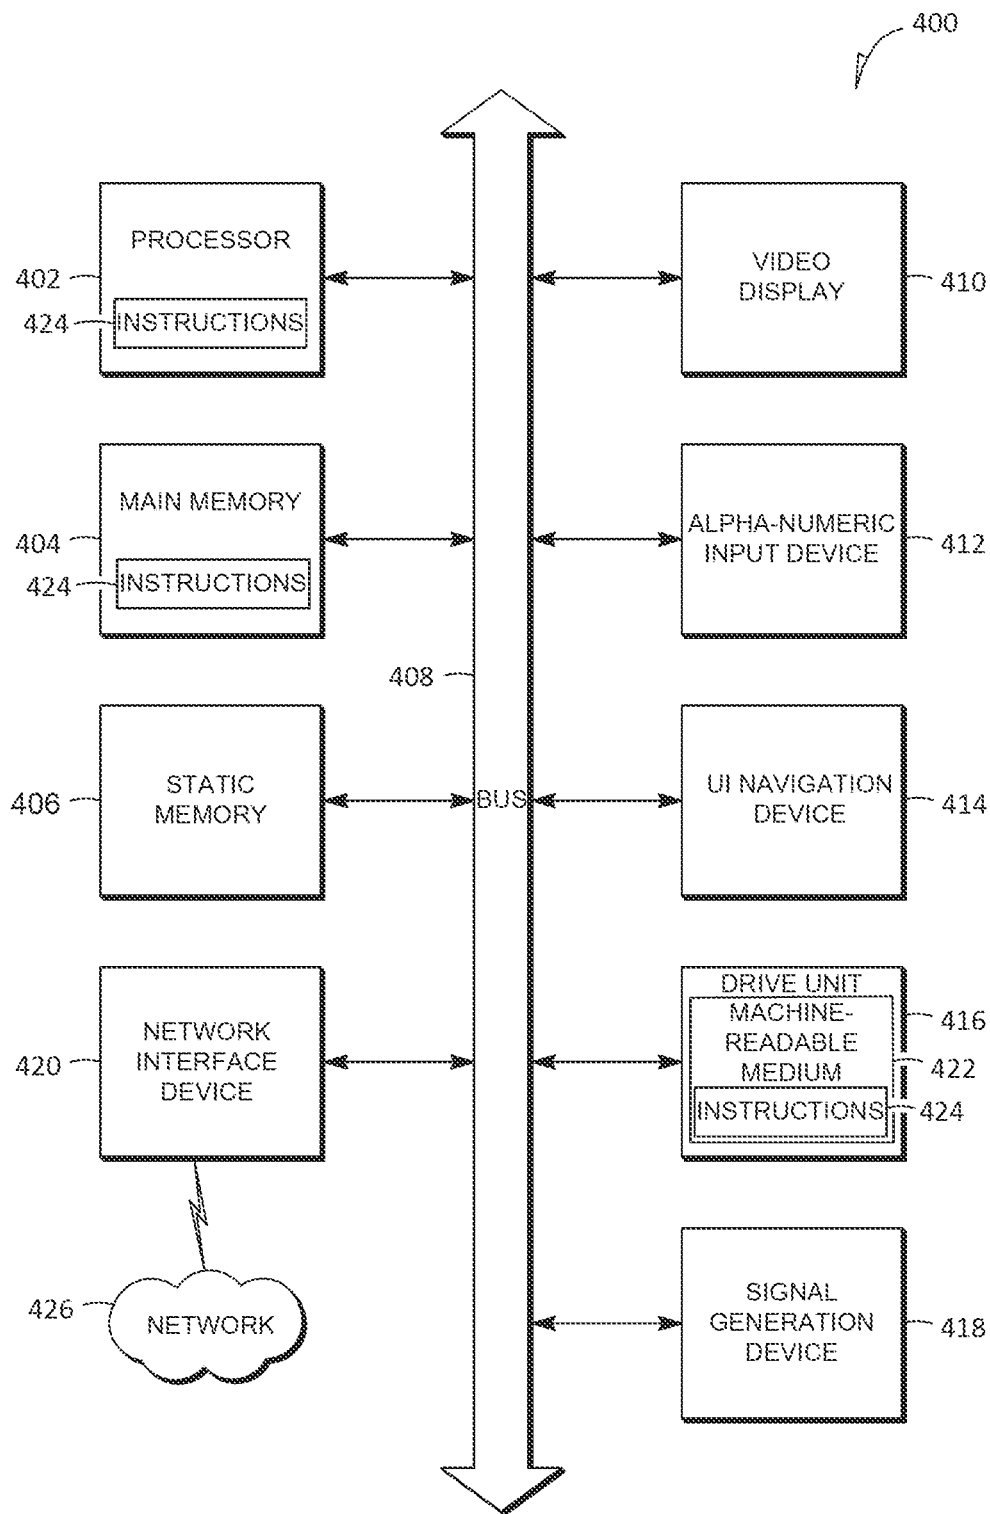 400
PROCESSOR
402
424
INSTRUCTIONS
MAIN MEMORY
404
424
INSTRUCTIONS
408
STATIC
MEMORY
406
BUS
NETWORK
INTERFACE
DEVICE
420
426
NETWORK
VIDEO
DISPLAY
410
ALPHA-NUMERIC
INPUT DEVICE
412
UI NAVIGATION
DEVICE
414
DRIVE UNIT
MACHINE-
READABLE
MEDIUM
416
422
INSTRUCTIONS
424
SIGNAL
GENERATION
DEVICE
418